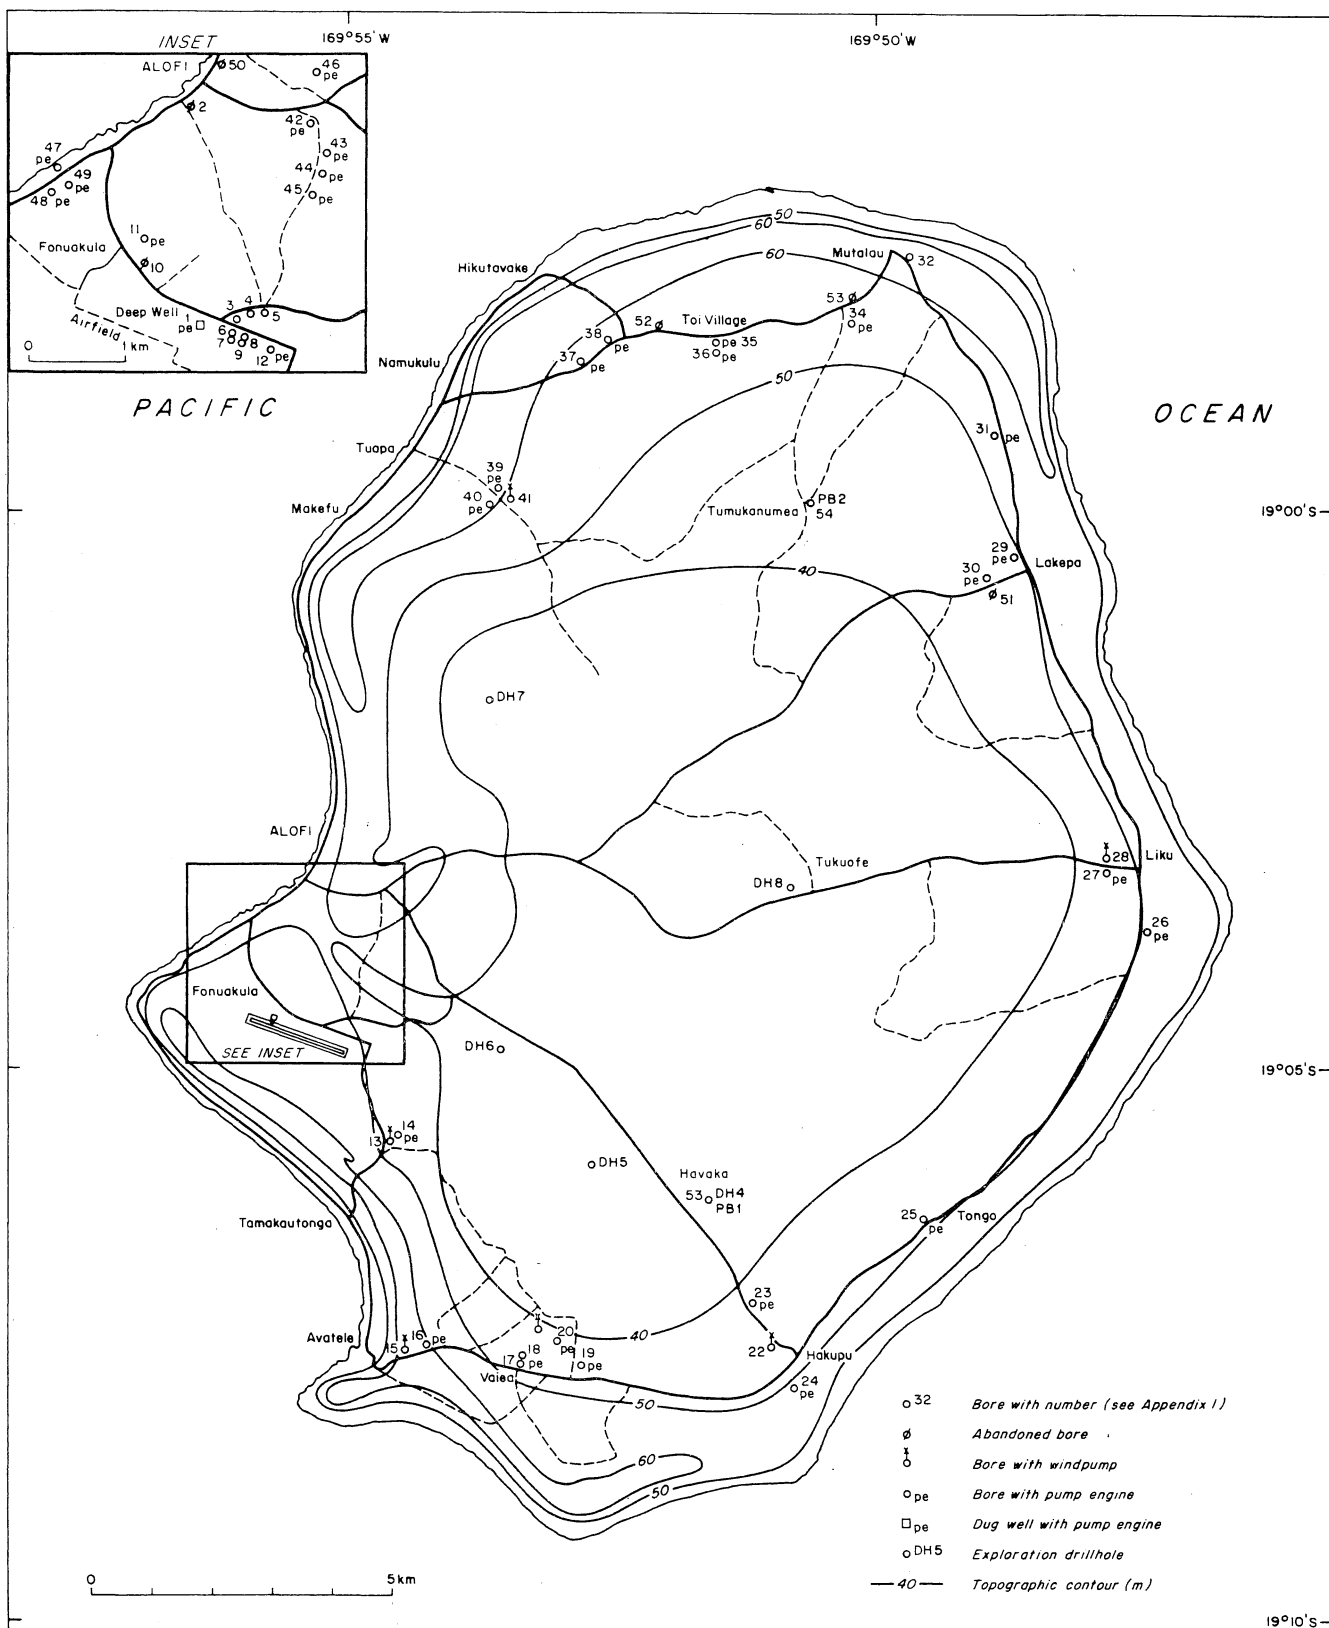 169°55'W
169°50'W
INSET
ALOFI
50
46
pe
2
42
pe
43
pe
44
pe
45
pe
47
pe
49
pe
48
pe
11
pe
10
Fonuakula
Deep Well 1
pe
3
4
5
6
7
8
9
12
pe
Airfield
0
1 km
PACIFIC
OCEAN
50
60
60
Mutalau
32
Hikutavake
53
34
pe
52
Toi Village
38
pe
pe 35
36 pe
37
pe
Namukulu
50
31
pe
Tuapa
39
pe
40
pe
41
PB2
54
Tumukanumea
Makefu
19°00'S
29
pe
30
pe
Lakepa
51
40
DH7
ALOFI
28
Liku
27
pe
Tukuofe
DH8
26
pe
Fonuakula
SEE INSET
DH6
19°05'S
14
pe
13
DH5
Havaka
53
DH4
PB1
25
pe
Tongo
Tamakautonga
23
pe
40
20
pe
Avatele
16
pe
15
18
17
pe
19
pe
22
Hakupu
Vaiea
24
pe
50
60
50
32
Bore with number (see Appendix 1)
Abandoned bore
Bore with windpump
pe
Bore with pump engine
pe
Dug well with pump engine
DH5
Exploration drillhole
40
Topographic contour (m)
0
5 km
19°10'S